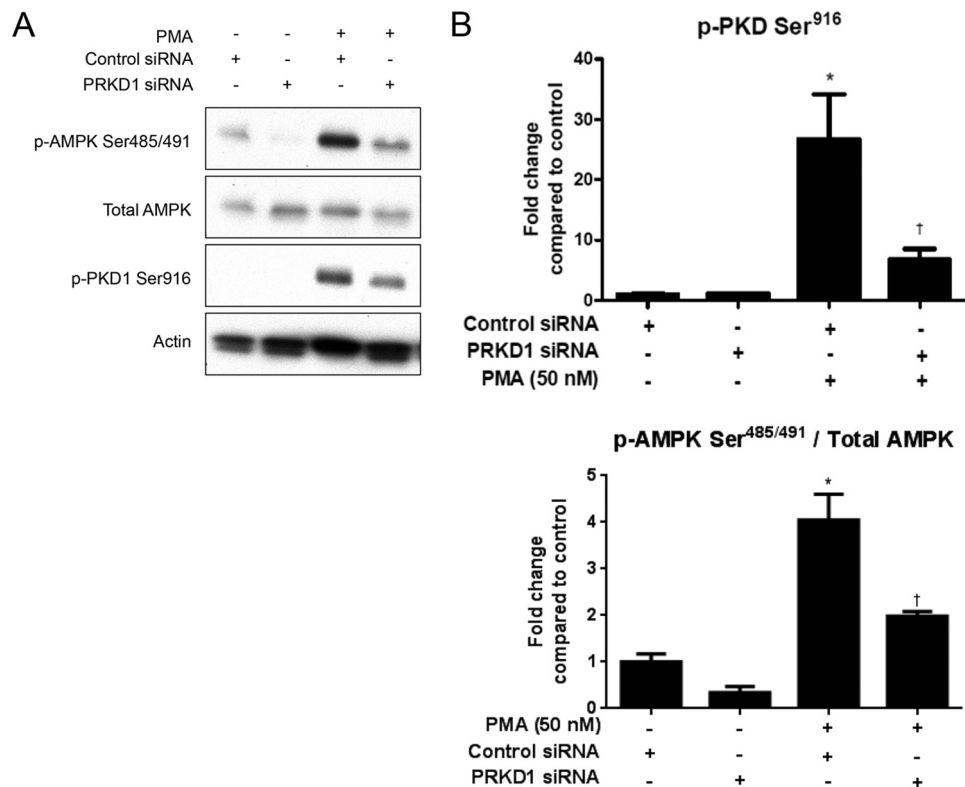 A
PMA - - + +
Control siRNA + - + -
PRKD1 siRNA - + - +
p-AMPK Ser485/491
Total AMPK
p-PKD1 Ser916
Actin
B
p-PKD Ser916
Fold change
compared to control
40
30
20
10
0
*
†
Control siRNA + - + -
PRKD1 siRNA - + - +
PMA (50 nM) - - + +
p-AMPK Ser485/491 / Total AMPK
Fold change
compared to control
5
4
3
2
1
0
*
†
PMA (50 nM) - - + +
Control siRNA + - + -
PRKD1 siRNA - + - +